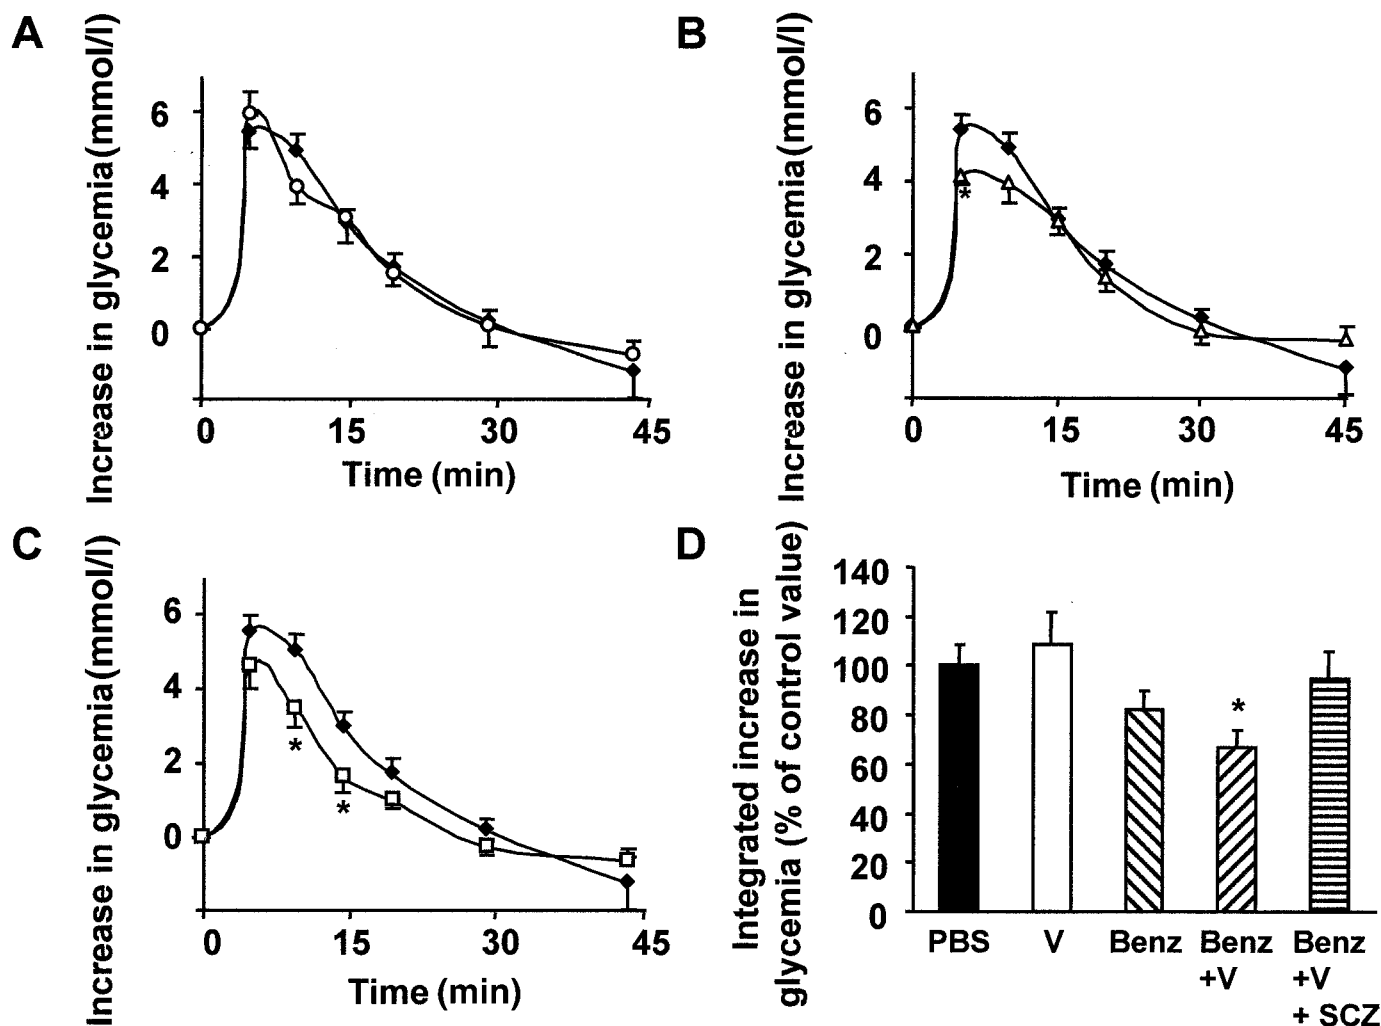 A
Increase in glycemia (mmol/l)
6
4
2
0
0 15 30 45
Time (min)
B
Increase in glycemia (mmol/l)
6
4
2
0
0 15 30 45
Time (min)
*
C
Increase in glycemia (mmol/l)
6
4
2
0
0 15 30 45
Time (min)
*
*
D
Integrated increase in
glycemia (% of control value)
140
120
100
80
60
40
20
0
*
PBS V Benz Benz Benz
+V +V
+ SCZ